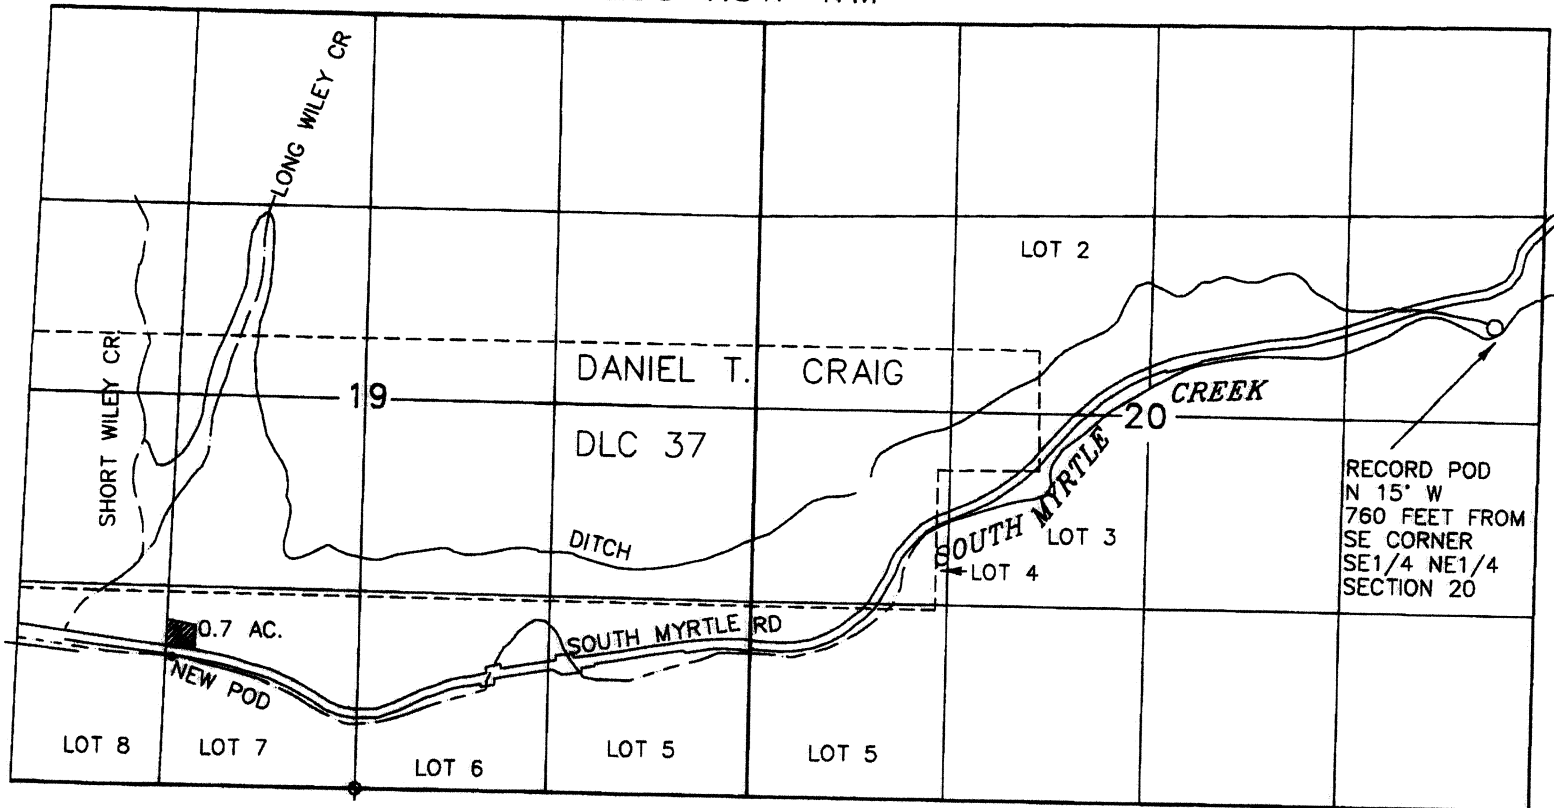 LONG WILEY CR
LOT 2
SHORT WILEY CR.
DANIEL T. CRAIG
19
CREEK
20
DLC 37
SOUTH MYRTLE
RECORD POD
N 15° W
760 FEET FROM
SE CORNER
SE1/4 NE1/4
SECTION 20
DITCH
LOT 3
LOT 4
0.7 AC.
SOUTH MYRTLE RD
NEW POD
LOT 8
LOT 7
LOT 6
LOT 5
LOT 5